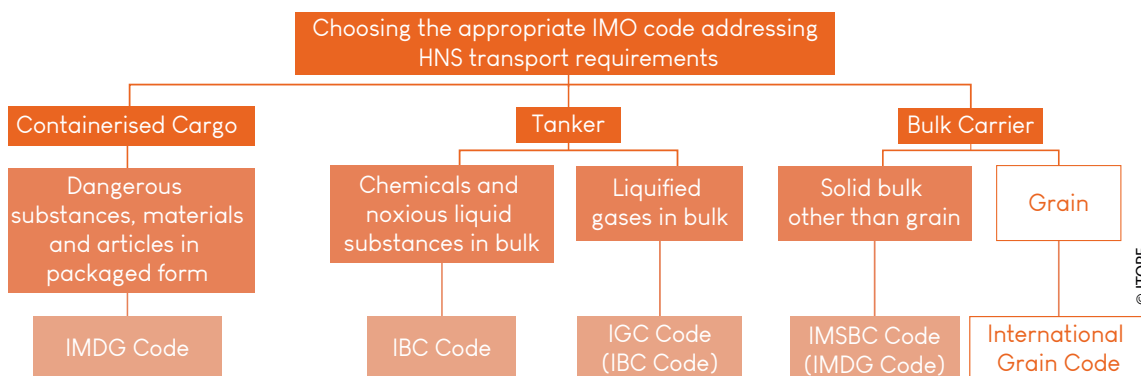 Choosing the appropriate IMO code addressing
HNS transport requirements
Containerised Cargo
Tanker
Bulk Carrier
Dangerous
substances, materials
and articles in
packaged form
Chemicals and
noxious liquid
substances in bulk
Liquified
gases in bulk
Solid bulk
other than grain
Grain
IMDG Code
IBC Code
IGC Code
(IBC Code)
IMSBC Code
(IMDG Code)
International
Grain Code
© ITOPF